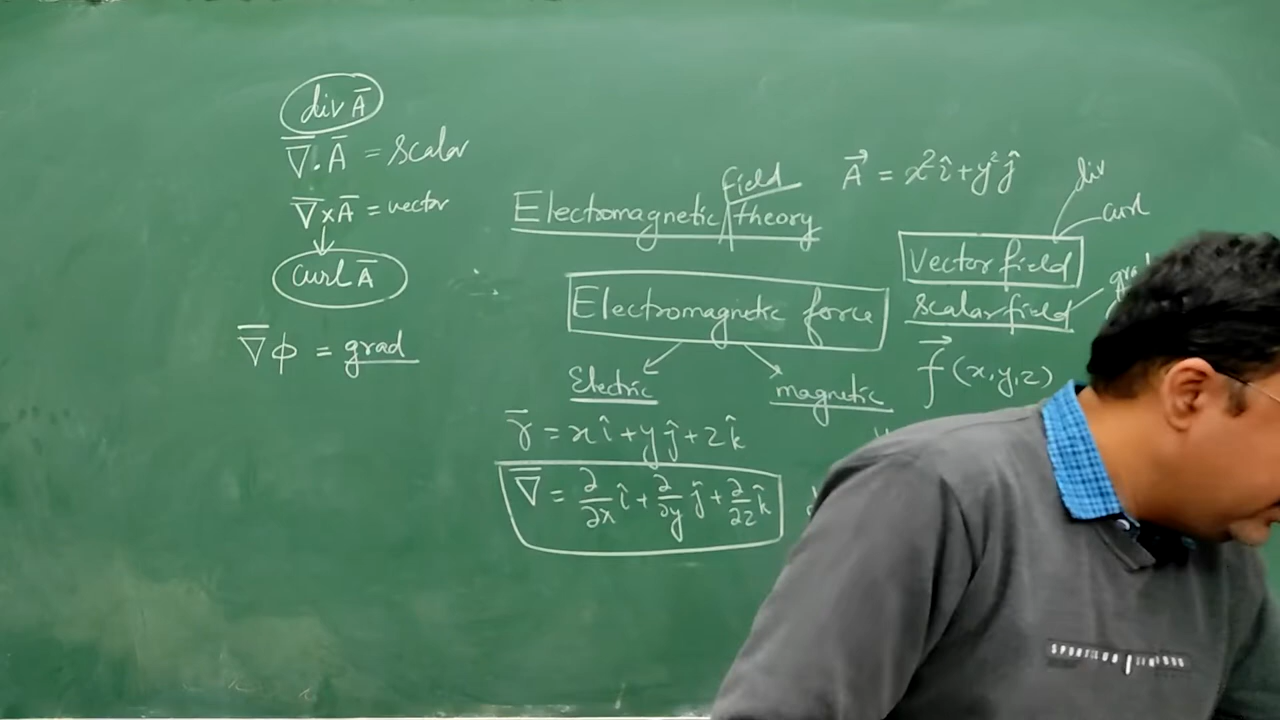 div A̅
∇̅.A̅ = scalar
∇̅×A̅ = vector
curl A̅
∇̅ϕ = grad
field
Electromagnetic theory
Electromagnetic force
Electric
magnetic
r̅ = xî+yĵ+zk̂
∇̅ = ∂/∂x î + ∂/∂y ĵ + ∂/∂z k̂
A⃗ = x²î+y²ĵ
div
curl
Vector field
Scalar field
f⃗(x,y,z)